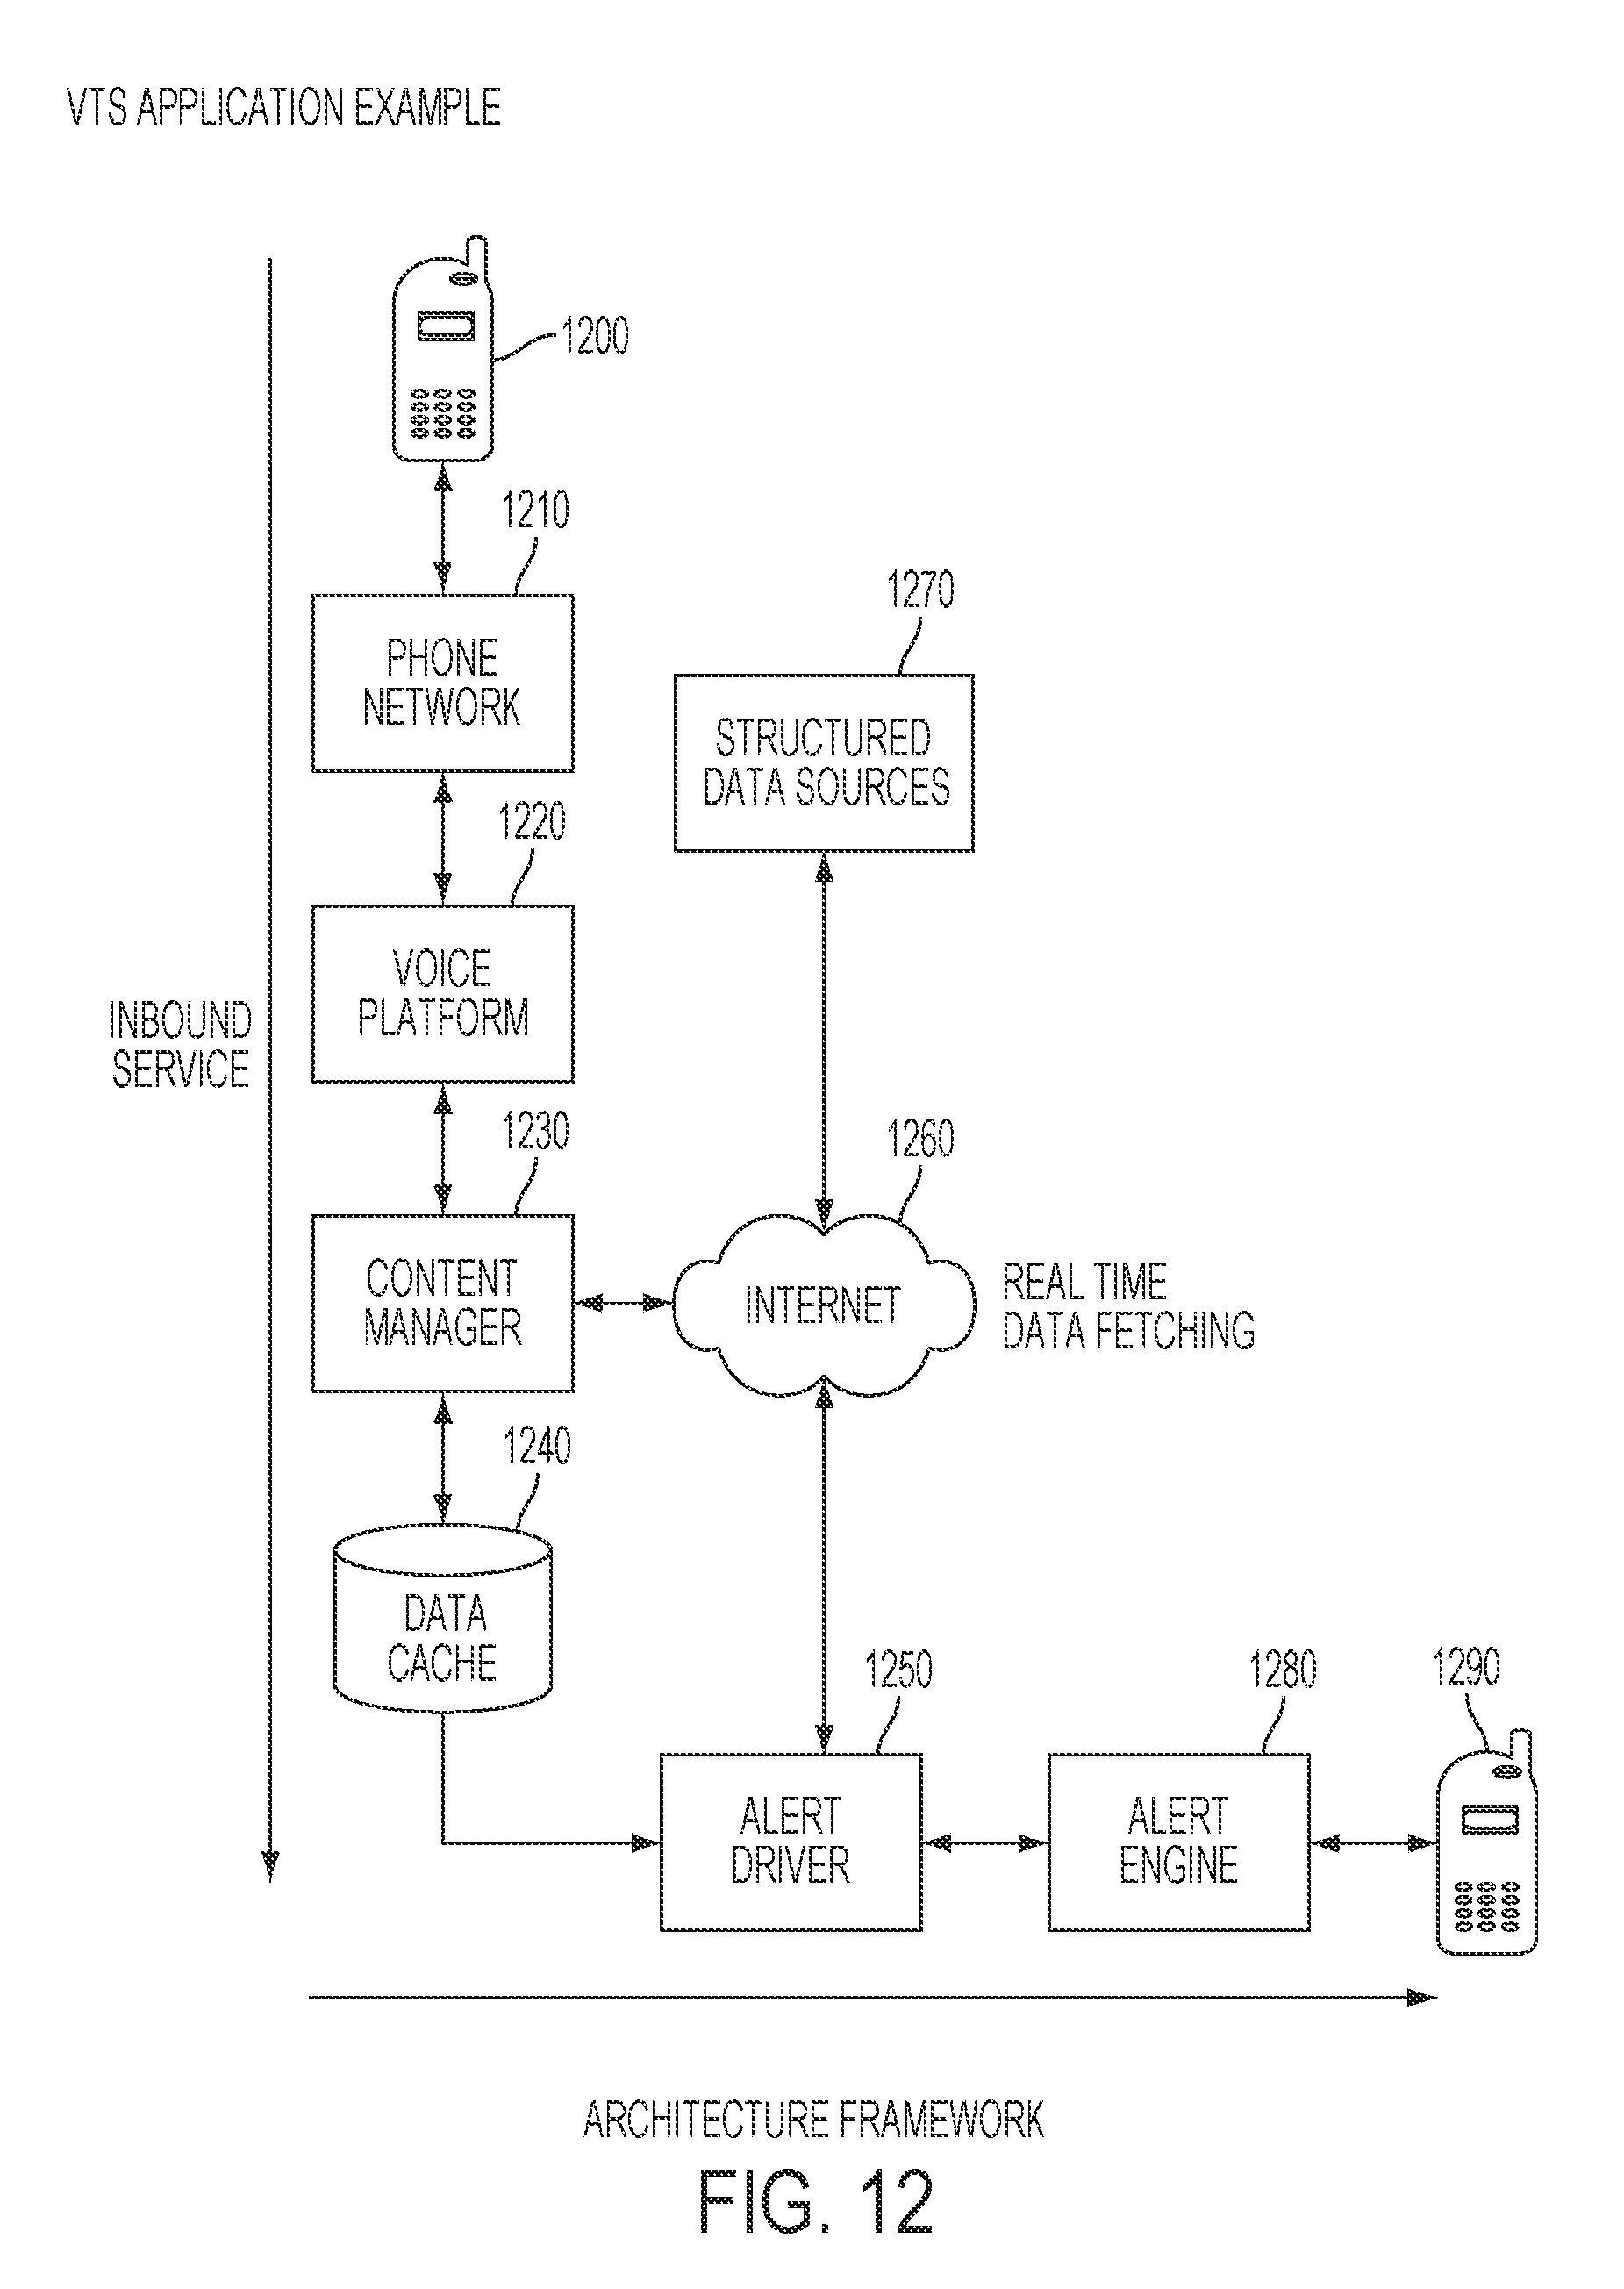 VTS APPLICATION EXAMPLE
1200
1210
PHONE
NETWORK
1270
STRUCTURED
DATA SOURCES
1220
VOICE
PLATFORM
INBOUND
SERVICE
1230
CONTENT
MANAGER
1260
INTERNET
REAL TIME
DATA FETCHING
1240
DATA
CACHE
1250
ALERT
DRIVER
1280
ALERT
ENGINE
1290
ARCHITECTURE FRAMEWORK
FIG. 12